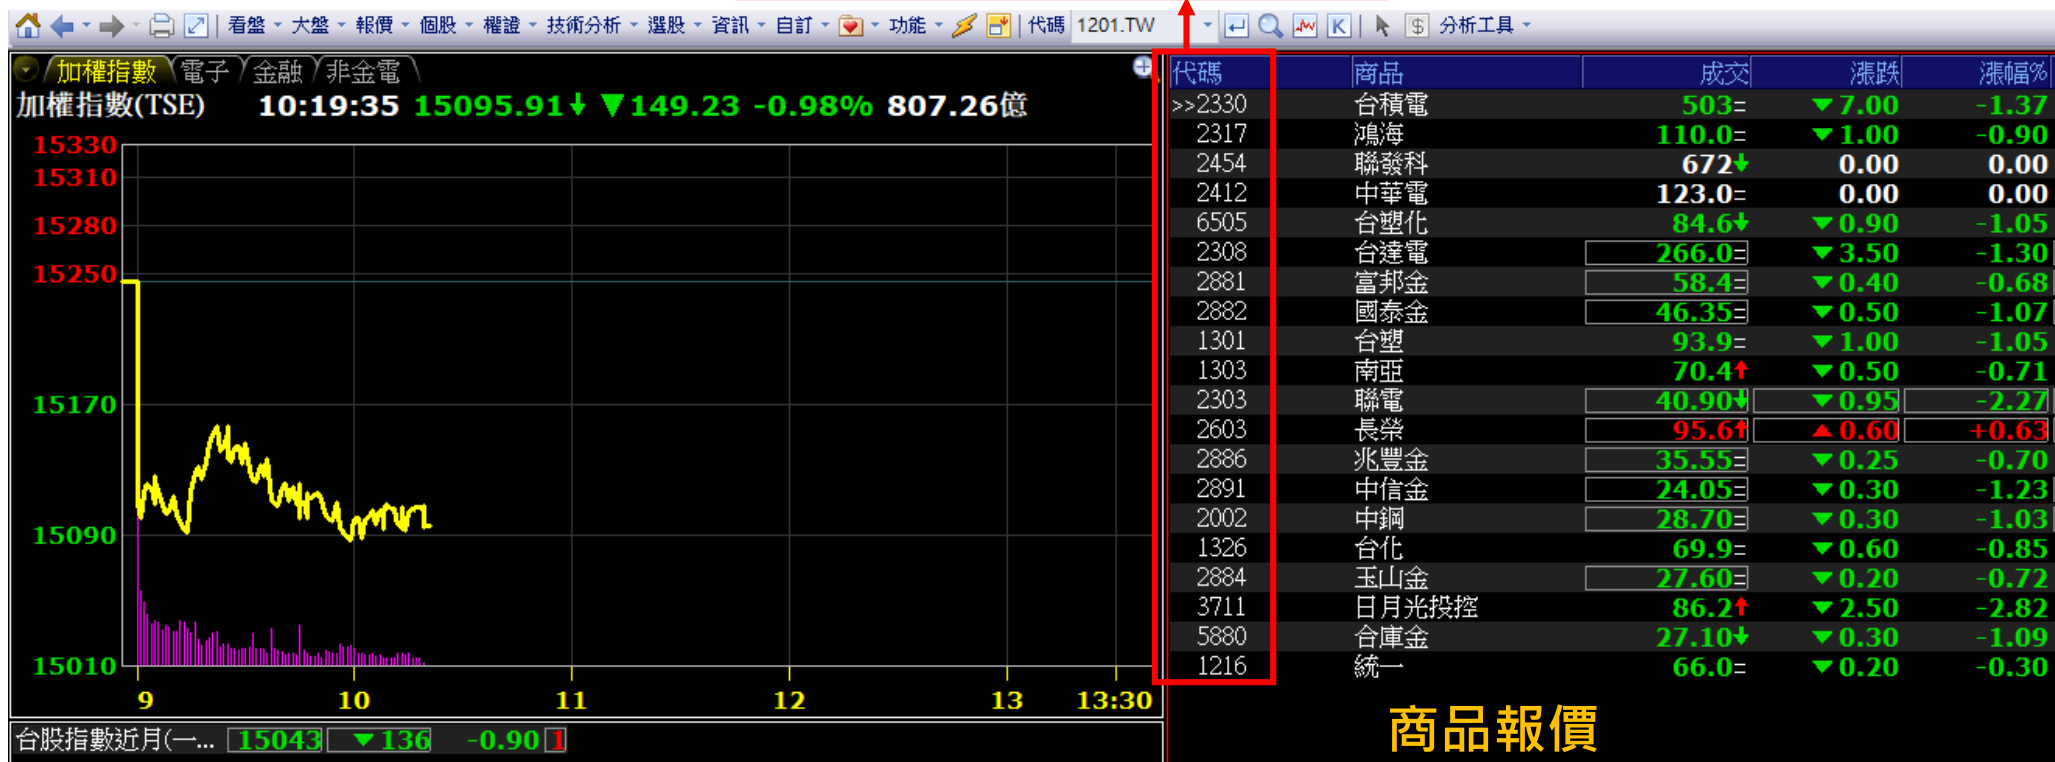 看盤 大盤 報價 個股 權證 技術分析 選股 資訊 自訂 功能 代碼 1201.TW K $ 分析工具
加權指數 電子 金融 非金電
加權指數(TSE) 10:19:35 15095.91 ▼149.23 -0.98% 807.26億
15330
15310
15280
15250
15170
15090
15010
9 10 11 12 13 13:30
台股指數近月(一... 15043 ▼136 -0.90 1
代碼 商品 成交 漲跌 漲幅%
>>2330 台積電 503= ▼7.00 -1.37
2317 鴻海 110.0= ▼1.00 -0.90
2454 聯發科 672 0.00 0.00
2412 中華電 123.0= 0.00 0.00
6505 台塑化 84.6 ▼0.90 -1.05
2308 台達電 266.0= ▼3.50 -1.30
2881 富邦金 58.4= ▼0.40 -0.68
2882 國泰金 46.35= ▼0.50 -1.07
1301 台塑 93.9= ▼1.00 -1.05
1303 南亞 70.4 ▼0.50 -0.71
2303 聯電 40.90 ▼0.95 -2.27
2603 長榮 95.6 ▲0.60 +0.63
2886 兆豐金 35.55= ▼0.25 -0.70
2891 中信金 24.05= ▼0.30 -1.23
2002 中鋼 28.70= ▼0.30 -1.03
1326 台化 69.9= ▼0.60 -0.85
2884 玉山金 27.60= ▼0.20 -0.72
3711 日月光投控 86.2 ▼2.50 -2.82
5880 合庫金 27.10 ▼0.30 -1.09
1216 統一 66.0= ▼0.20 -0.30
商品報價